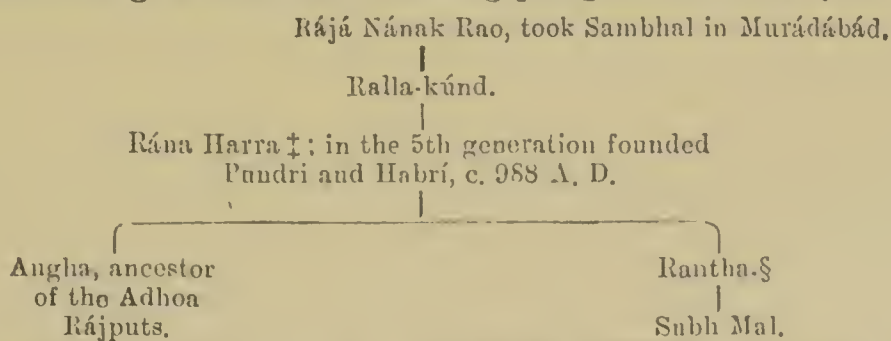 Rájá Nának Rao, took Sambhal in Murádábád.
Ralla-kúnd.
Rána Harra ‡ : in the 5th generation founded
Pundri and Habrí, c. 988 A. D.
Angha, ancestor
of the Adhoa
Rájputs.
Rantha.§
Subh Mal.